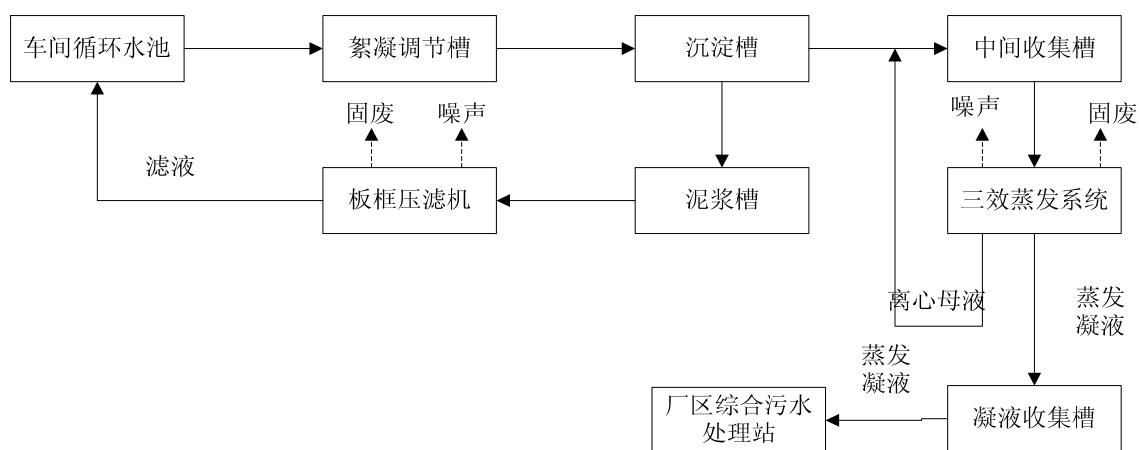 车间循环水池
絮凝调节槽
沉淀槽
中间收集槽
固废
噪声
噪声
固废
滤液
板框压滤机
泥浆槽
三效蒸发系统
离心母液
蒸发
凝液
蒸发
凝液
厂区综合污水
处理站
凝液收集槽